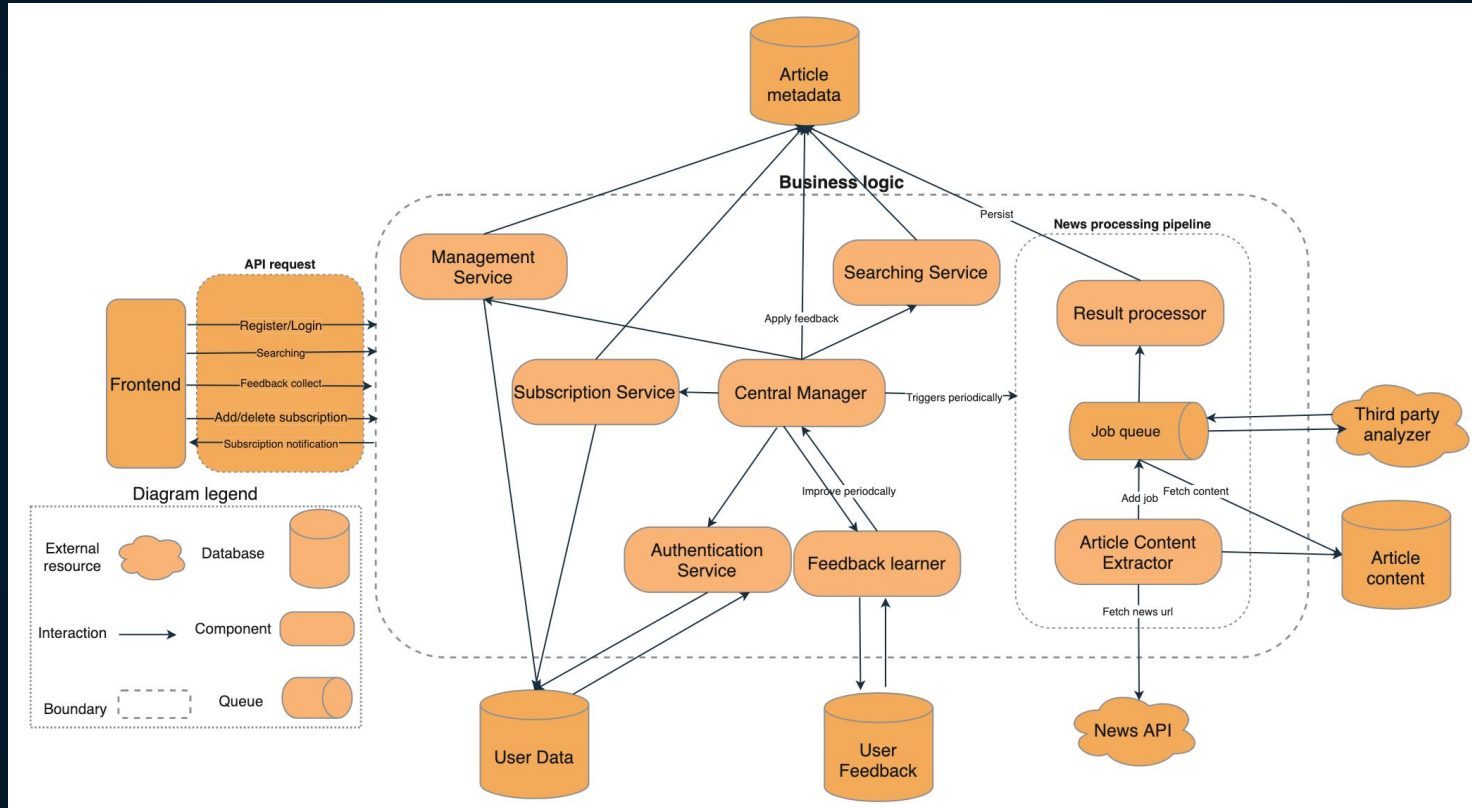 Article
metadata
Business logic
Persist
News processing pipeline
Management
Service
Searching Service
API request
Result processor
Apply feedback
Register/Login
Searching
Frontend
Feedback collect
Add/delete subscription
Subsrciption notification
Subscription Service
Central Manager
Triggers periodically
Job queue
Third party
analyzer
Improve periodcally
Add job
Fetch content
Authentication
Service
Feedback learner
Article Content
Extractor
Article
content
Fetch news url
Diagram legend
External
resource
Database
Interaction
Component
Boundary
Queue
User Data
User
Feedback
News API